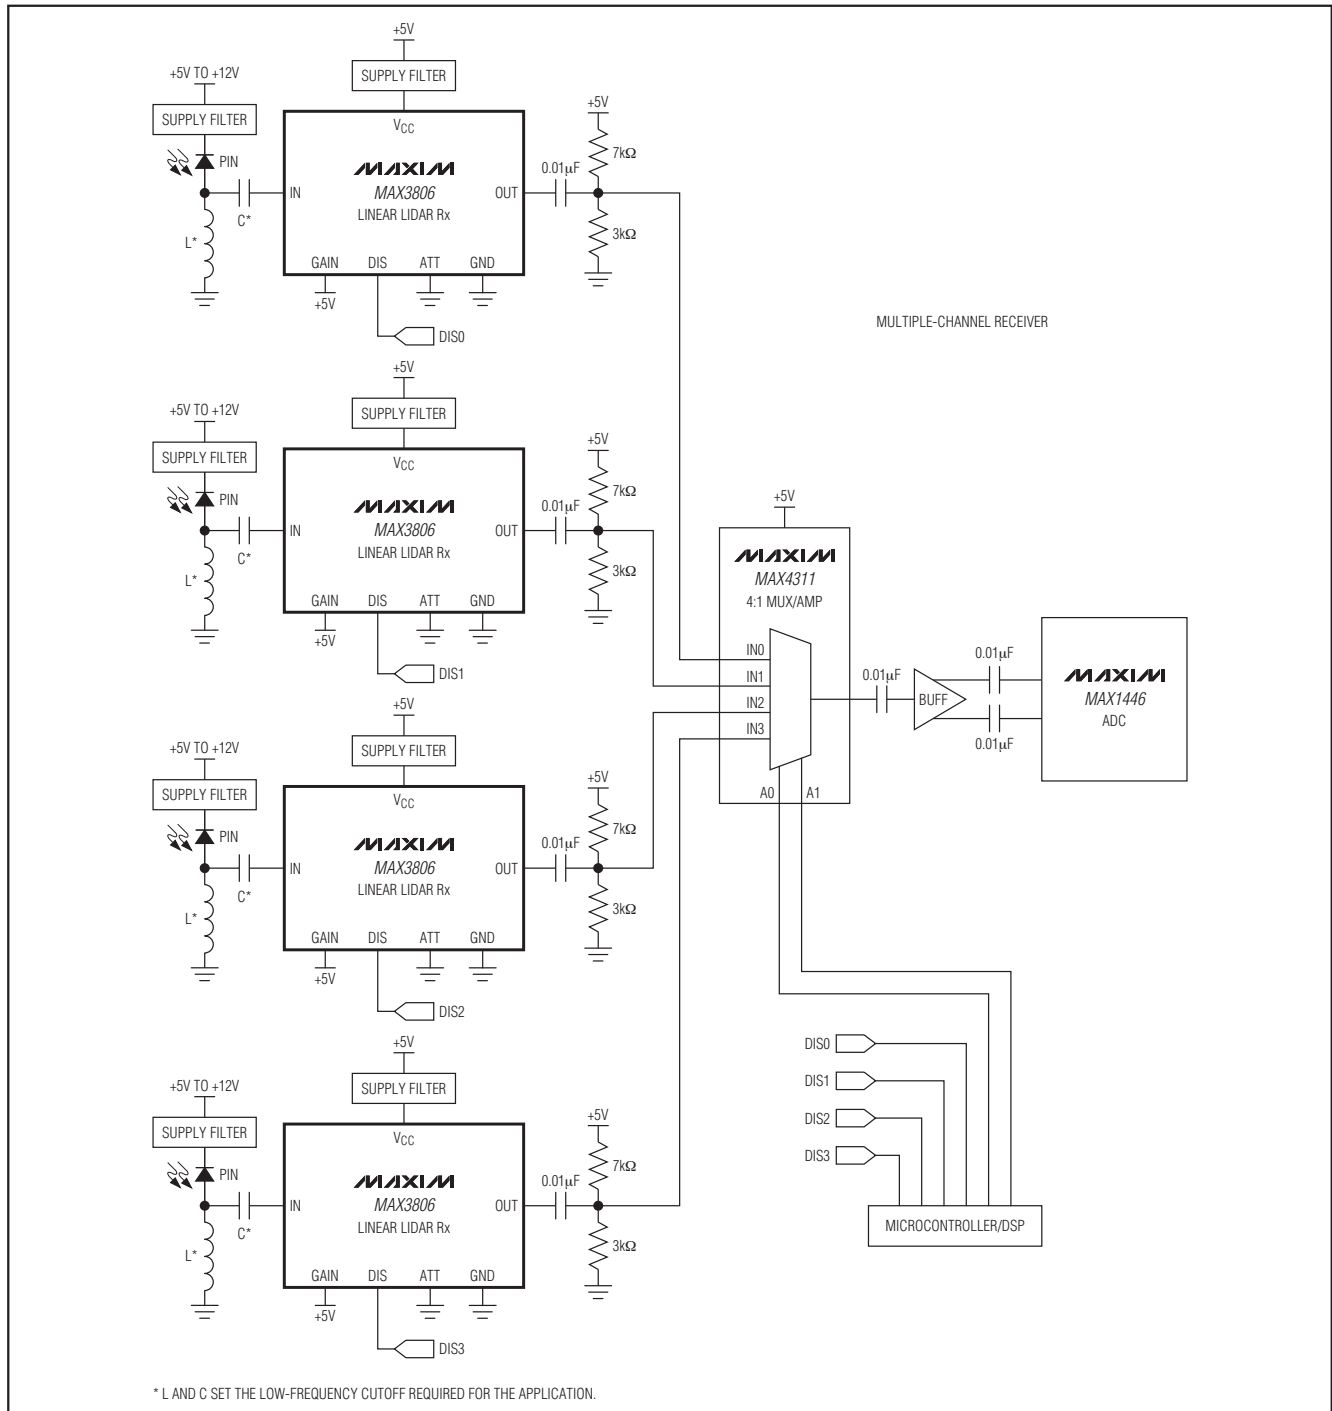 +5V
SUPPLY FILTER
+5V TO +12V
SUPPLY FILTER
PIN
C*
L*
VCC
MAXIM
MAX3806
LINEAR LIDAR Rx
IN
OUT
GAIN DIS ATT GND
+5V
DIS0
0.01μF
+5V
7kΩ
3kΩ
MULTIPLE-CHANNEL RECEIVER
+5V
SUPPLY FILTER
+5V TO +12V
SUPPLY FILTER
PIN
C*
L*
VCC
MAXIM
MAX3806
LINEAR LIDAR Rx
IN
OUT
GAIN DIS ATT GND
+5V
DIS1
0.01μF
+5V
7kΩ
3kΩ
+5V
MAXIM
MAX4311
4:1 MUX/AMP
IN0
IN1
IN2
IN3
A0 A1
0.01μF
BUFF
0.01μF
0.01μF
MAXIM
MAX1446
ADC
+5V
SUPPLY FILTER
+5V TO +12V
SUPPLY FILTER
PIN
C*
L*
VCC
MAXIM
MAX3806
LINEAR LIDAR Rx
IN
OUT
GAIN DIS ATT GND
+5V
DIS2
0.01μF
+5V
7kΩ
3kΩ
DIS0
DIS1
DIS2
DIS3
MICROCONTROLLER/DSP
+5V
SUPPLY FILTER
+5V TO +12V
SUPPLY FILTER
PIN
C*
L*
VCC
MAXIM
MAX3806
LINEAR LIDAR Rx
IN
OUT
GAIN DIS ATT GND
+5V
DIS3
0.01μF
+5V
7kΩ
3kΩ
* L AND C SET THE LOW-FREQUENCY CUTOFF REQUIRED FOR THE APPLICATION.